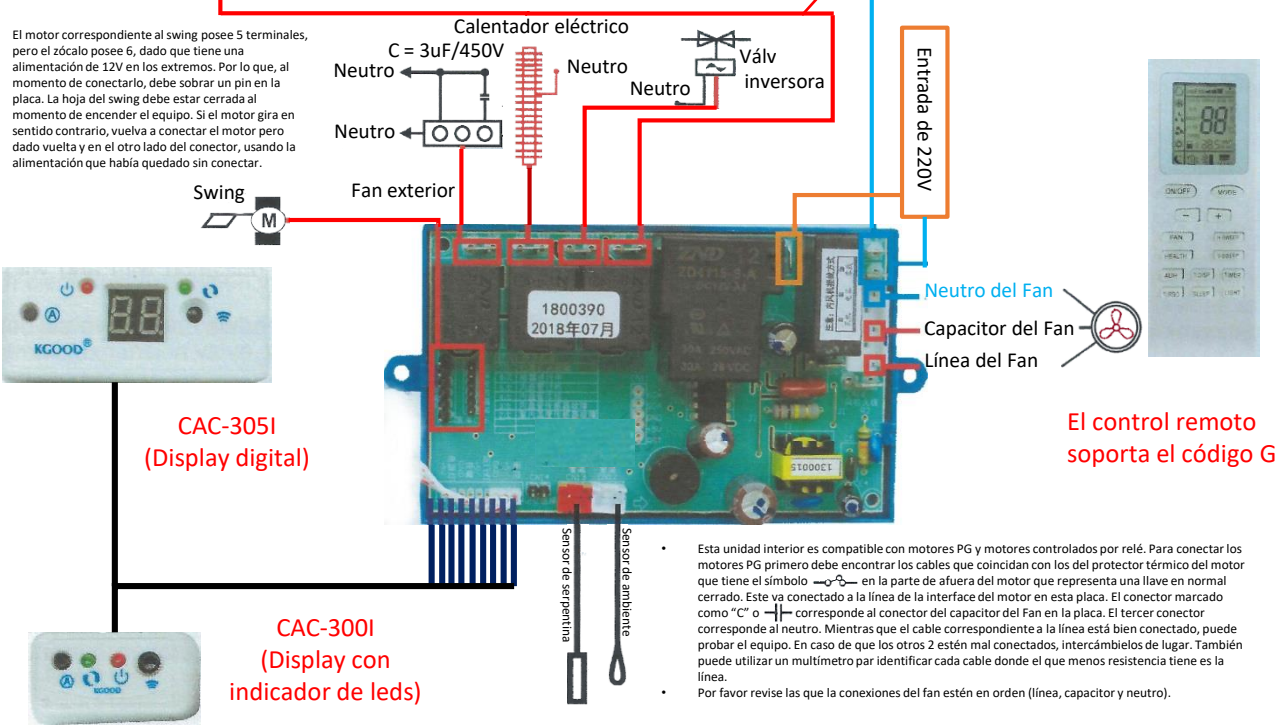 El motor correspondiente al swing posee 5 terminales,
pero el zócalo posee 6, dado que tiene una
alimentación de 12V en los extremos. Por lo que, al
momento de conectarlo, debe sobrar un pin en la
placa. La hoja del swing debe estar cerrada al
momento de encender el equipo. Si el motor gira en
sentido contrario, vuelva a conectar el motor pero
dado vuelta y en el otro lado del conector, usando la
alimentación que había quedado sin conectar.
Calentador eléctrico
C = 3uF/450V
Neutro
Neutro
Neutro
Válv
inversora
Neutro
Entrada de 220V
Swing
M
Fan exterior
1800390
2018年07月
Neutro del Fan
Capacitor del Fan
Línea del Fan
ON/OFF
MODE
FAN
HEALTH
TIMER
TURBO
SLEEP
LIGHT
KGOOD®
CAC-305I
(Display digital)
El control remoto
soporta el código G
1300015
Sensor de serpentina
Sensor de ambiente
CAC-300I
(Display con
indicador de leds)
KGOOD
• Esta unidad interior es compatible con motores PG y motores controlados por relé. Para conectar los
motores PG primero debe encontrar los cables que coincidan con los del protector térmico del motor
que tiene el símbolo en la parte de afuera del motor que representa una llave en normal
cerrado. Este va conectado a la línea de la interface del motor en esta placa. El conector marcado
como “C” o corresponde al conector del capacitor del Fan en la placa. El tercer conector
corresponde al neutro. Mientras que el cable correspondiente a la línea está bien conectado, puede
probar el equipo. En caso de que los otros 2 estén mal conectados, intercámbielos de lugar. También
puede utilizar un multímetro par identificar cada cable donde el que menos resistencia tiene es la
línea.
• Por favor revise las que la conexiones del fan estén en orden (línea, capacitor y neutro).